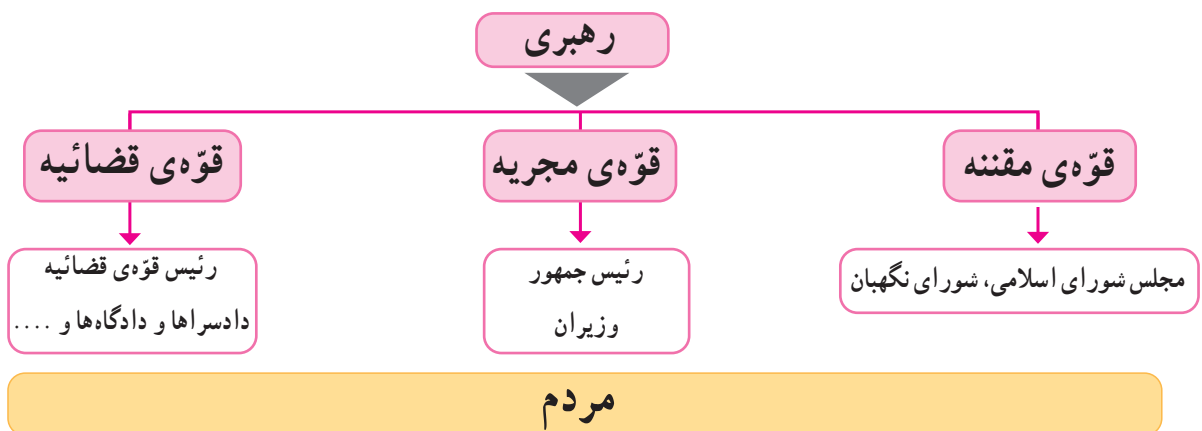 رهبری
قوّه‌ی مقننه
قوّه‌ی مجریه
قوّه‌ی قضائیه
مجلس شورای اسلامی، شورای نگهبان
رئیس جمهور
وزیران
رئیس قوّه‌ی قضائیه
دادسراها و دادگاه‌ها و ....
مردم